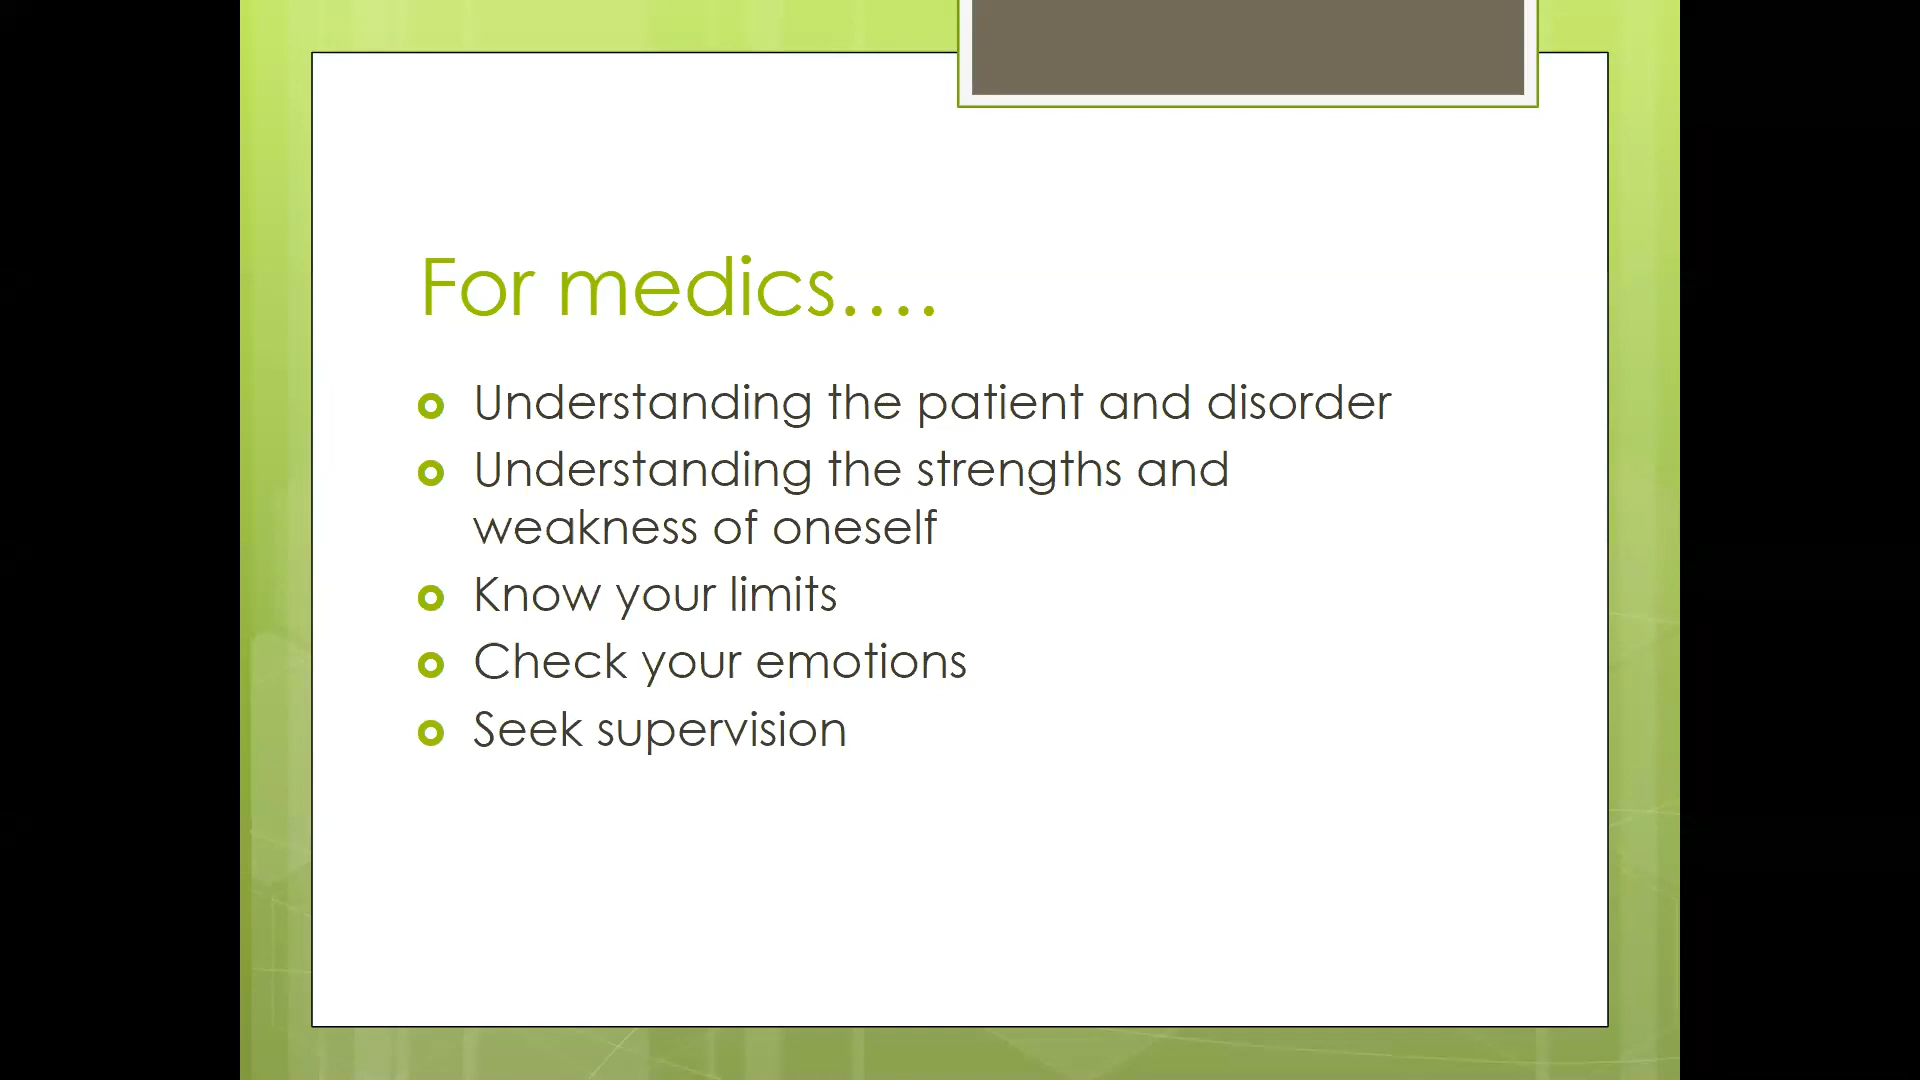 For medics....
Understanding the patient and disorder
Understanding the strengths and
weakness of oneself
Know your limits
Check your emotions
Seek supervision